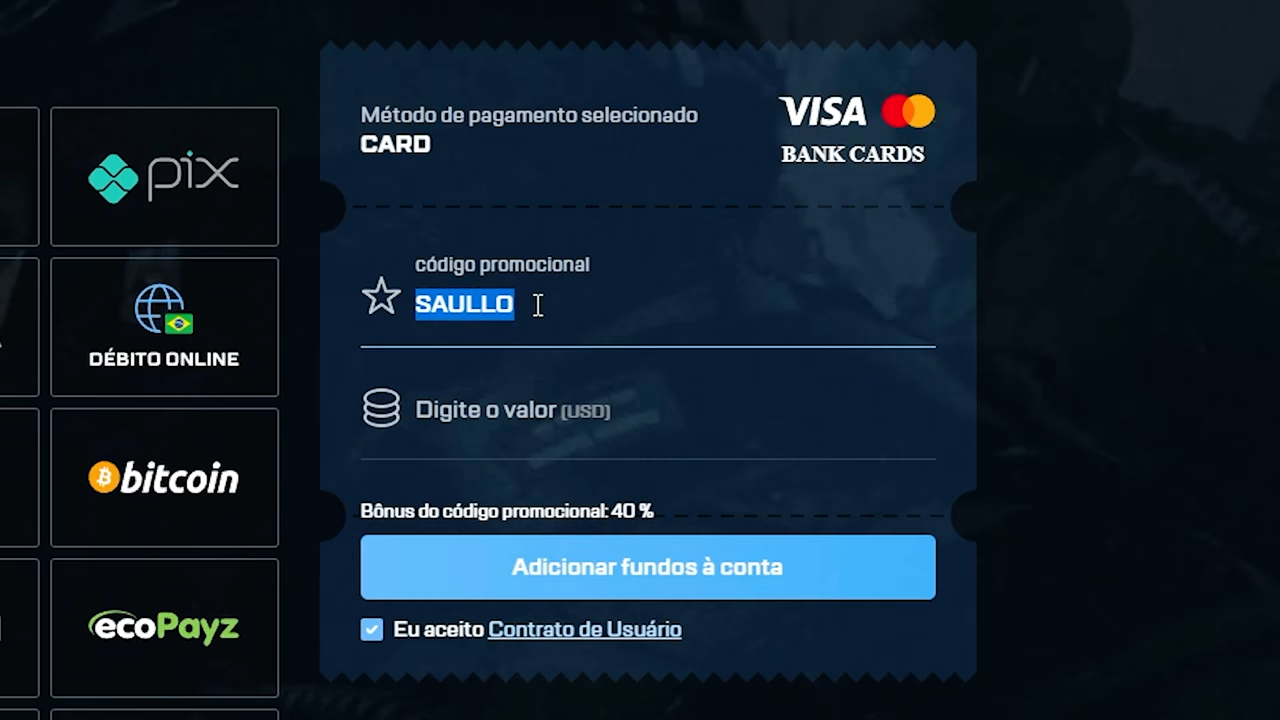 pix
DÉBITO ONLINE
bitcoin
ecoPayz
Método de pagamento selecionado
CARD
VISA
BANK CARDS
código promocional
SAULLO
Digite o valor (USD)
Bônus do código promocional: 40 %
Adicionar fundos à conta
Eu aceito Contrato de Usuário